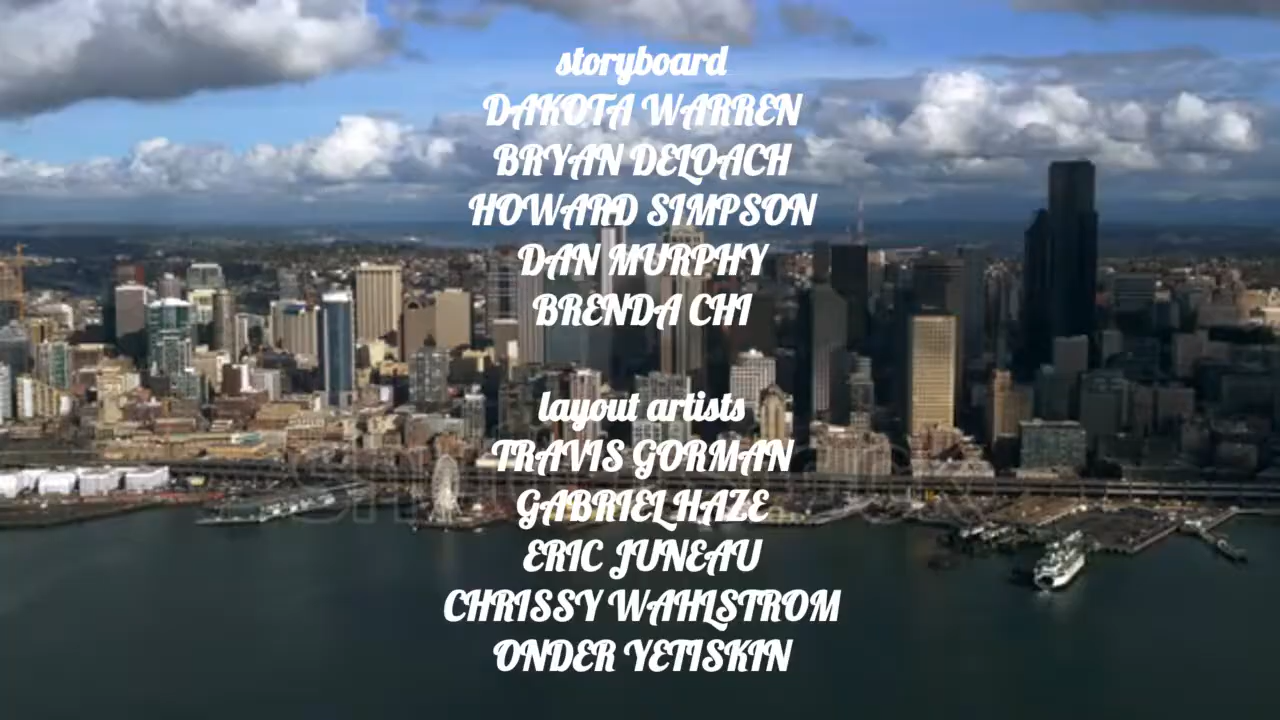 storyboard
DAKOTA WARREN
BRYAN DELOACH
HOWARD SIMPSON
DAN MURPHY
BRENDA CHI
layout artists
TRAVIS GORMAN
GABRIEL HAZE
ERIC JUNEAU
CHRISSY WAHLSTROM
ONDER YETISKIN